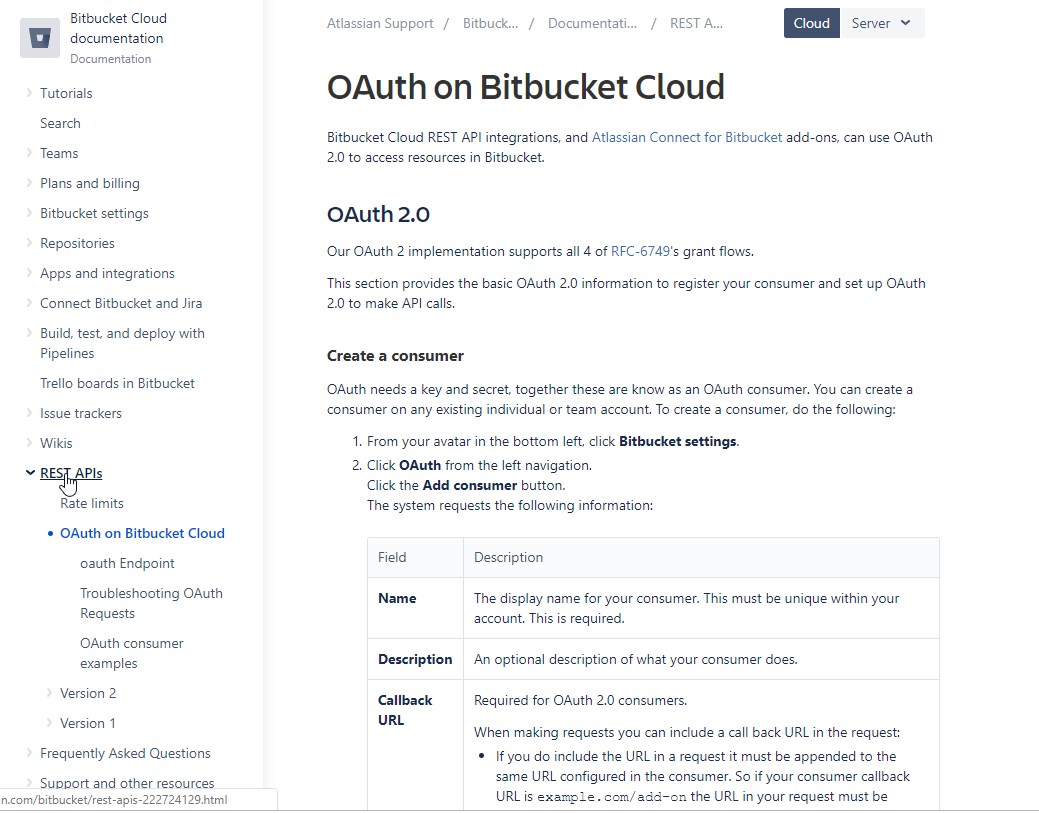 Bitbucket Cloud
documentation
Documentation
Tutorials
Search
Teams
Plans and billing
Bitbucket settings
Repositories
Apps and integrations
Connect Bitbucket and Jira
Build, test, and deploy with
Pipelines
Trello boards in Bitbucket
Issue trackers
Wikis
REST APIs
Rate limits
OAuth on Bitbucket Cloud
oauth Endpoint
Troubleshooting OAuth
Requests
OAuth consumer
examples
Version 2
Version 1
Frequently Asked Questions
Support and other resources
n.com/bitbucket/rest-apis-222724129.html
Atlassian Support / Bitbuck... / Documentati... / REST A...
Cloud Server
OAuth on Bitbucket Cloud
Bitbucket Cloud REST API integrations, and Atlassian Connect for Bitbucket add-ons, can use OAuth
2.0 to access resources in Bitbucket.
OAuth 2.0
Our OAuth 2 implementation supports all 4 of RFC-6749's grant flows.
This section provides the basic OAuth 2.0 information to register your consumer and set up OAuth
2.0 to make API calls.
Create a consumer
OAuth needs a key and secret, together these are know as an OAuth consumer. You can create a
consumer on any existing individual or team account. To create a consumer, do the following:
1. From your avatar in the bottom left, click Bitbucket settings.
2. Click OAuth from the left navigation.
Click the Add consumer button.
The system requests the following information:
Field Description
Name The display name for your consumer. This must be unique within your
account. This is required.
Description An optional description of what your consumer does.
Callback Required for OAuth 2.0 consumers.
URL
When making requests you can include a call back URL in the request:
• If you do include the URL in a request it must be appended to the
same URL configured in the consumer. So if your consumer callback
URL is example.com/add-on the URL in your request must be